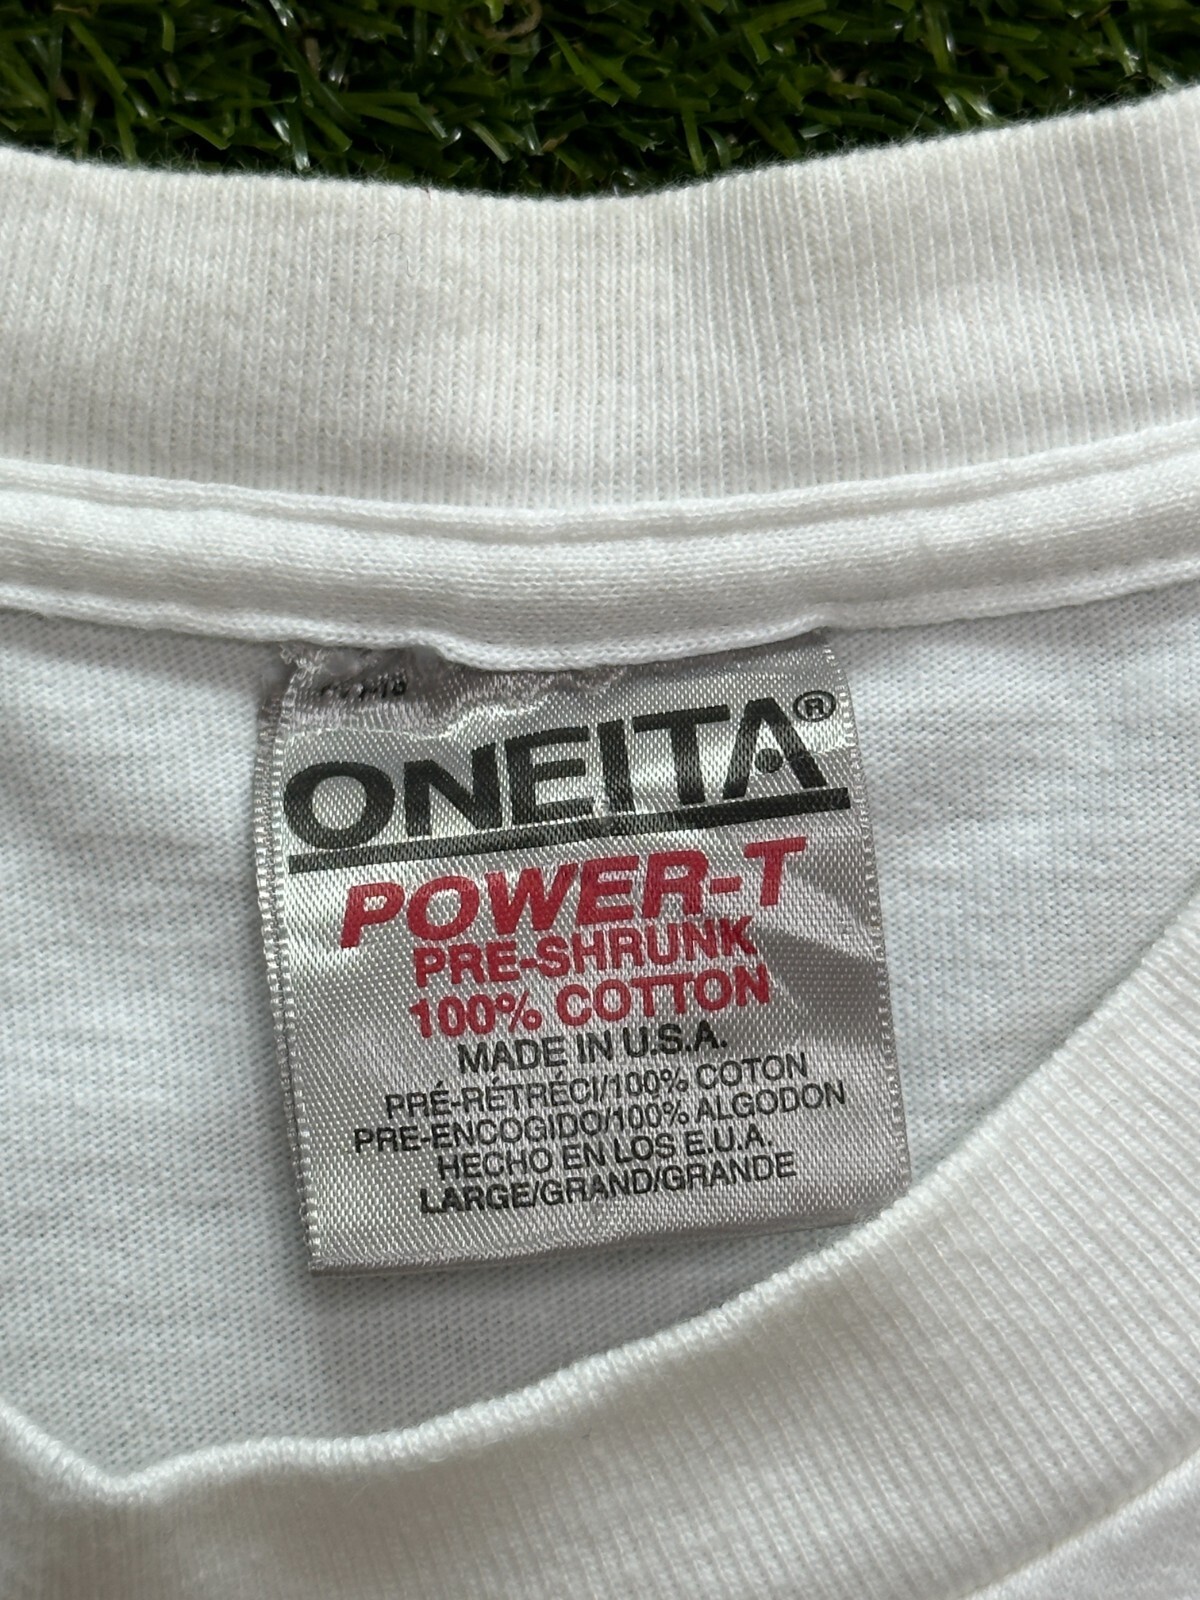 ONEITA®
POWER-T
PRE-SHRUNK
100% COTTON
MADE IN U.S.A.
PRÉ-RÉTRÉCI/100% COTON
PRE-ENCOGIDO/100% ALGODON
HECHO EN LOS E.U.A.
LARGE/GRAND/GRANDE